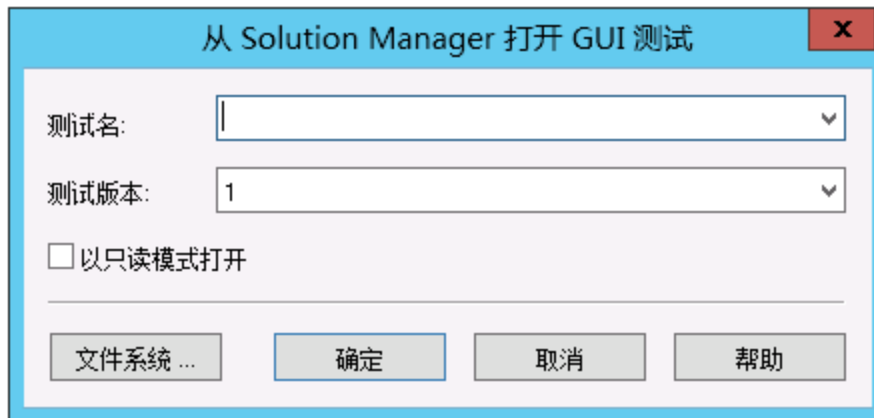 从 Solution Manager 打开 GUI 测试
x
测试名:
测试版本: 1
以只读模式打开
文件系统 ... 确定 取消 帮助